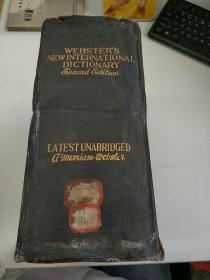 WEBSTER'S
NEW INTERNATIONAL
DICTIONARY
Second Edition
LATEST UNABRIDGED
A Merriam-Webster